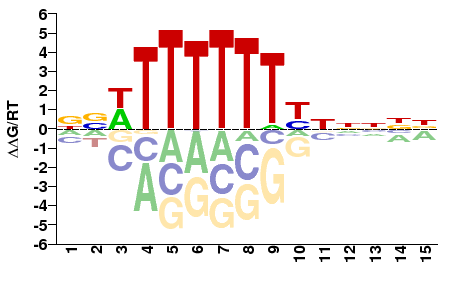 6
5
4
3
2
1
0
-1
-2
-3
-4
-5
-6
ΔΔG/RT
G T A C
G C A T
T A G C
T C A
T A C G
T A G
T A C G
T A C G
T A C G
T C A G
T C
T
T
T G A
T A
1 2 3 4 5 6 7 8 9 10 11 12 13 14 15